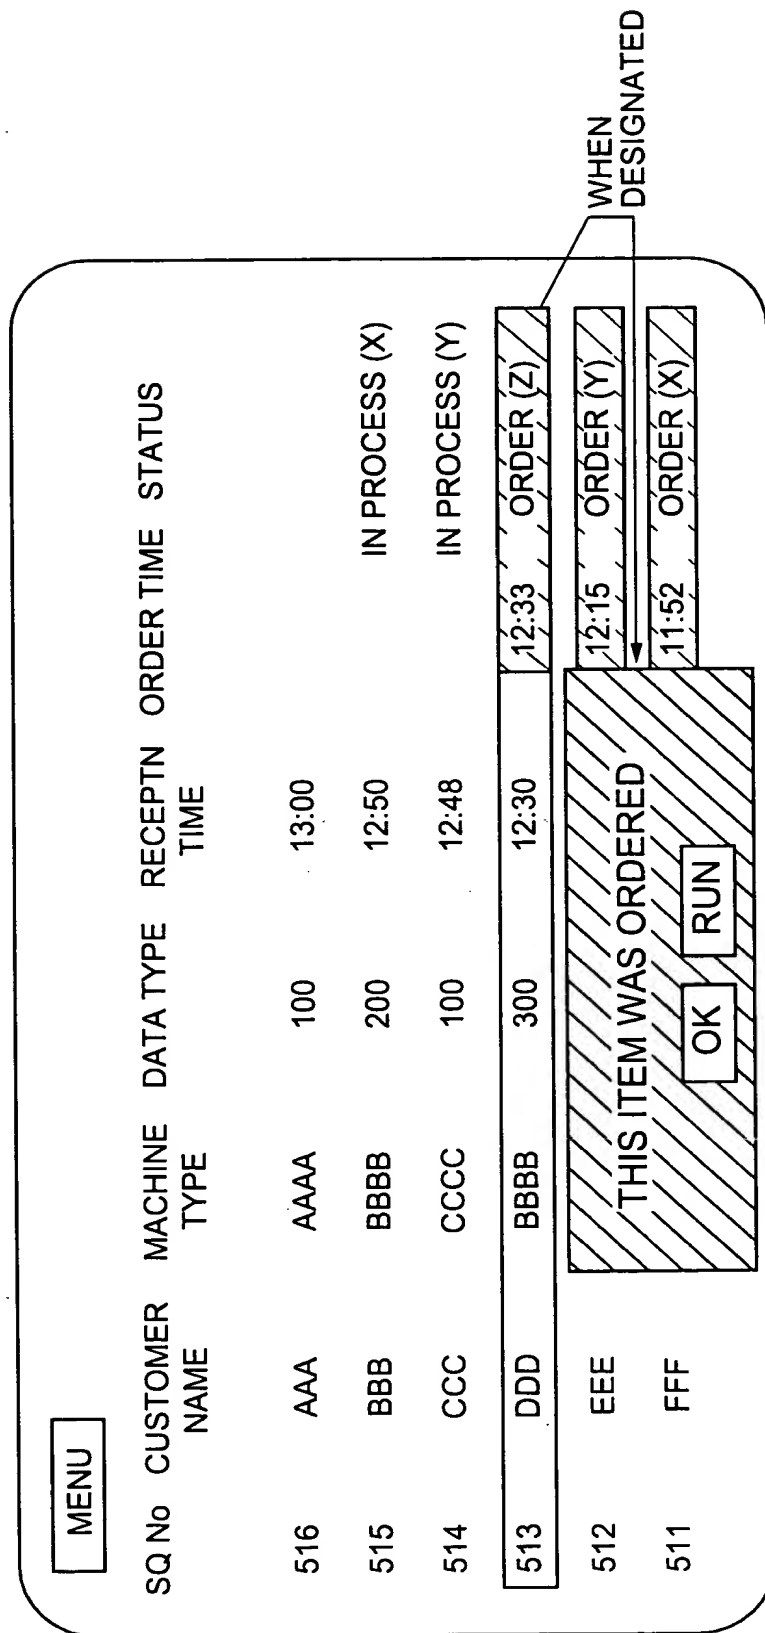 MENU
SQ No CUSTOMER NAME MACHINE TYPE DATA TYPE RECEPTN TIME ORDER TIME STATUS
516 AAA AAAA 100 13:00
515 BBB BBBB 200 12:50 IN PROCESS (X)
514 CCC CCCC 100 12:48 IN PROCESS (Y)
513 DDD BBBB 300 12:30 12:33 ORDER (Z)
512 EEE 12:15 ORDER (Y)
511 FFF 11:52 ORDER (X)
THIS ITEM WAS ORDERED
OK RUN
WHEN
DESIGNATED